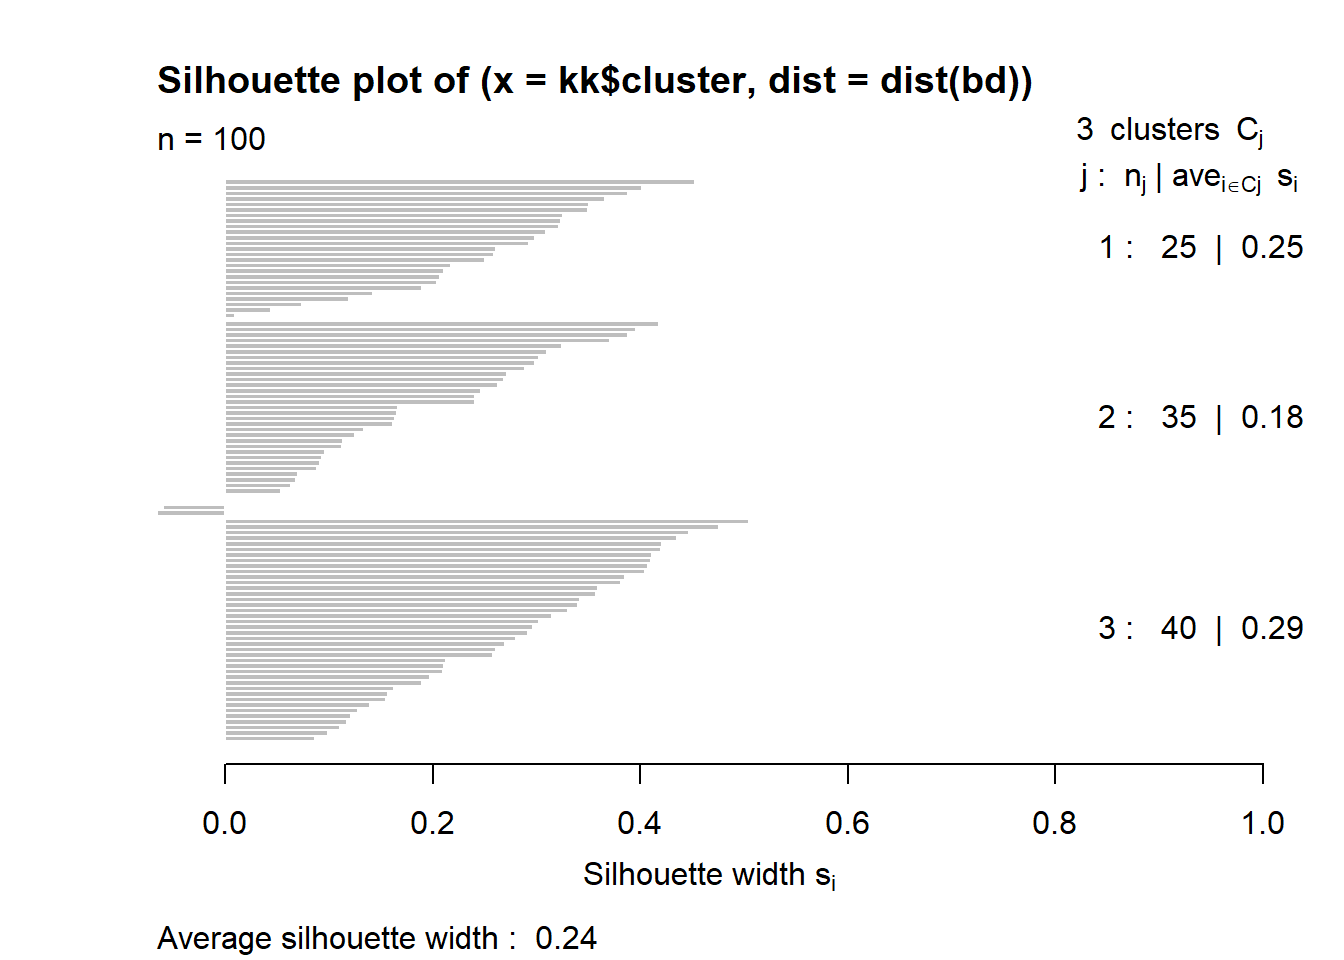 Silhouette plot of (x = kk$cluster, dist = dist(bd))
n = 100
3 clusters Cj
j : nj | avei∈Cj si
1 : 25 | 0.25
2 : 35 | 0.18
3 : 40 | 0.29
0.0 0.2 0.4 0.6 0.8 1.0
Silhouette width si
Average silhouette width : 0.24